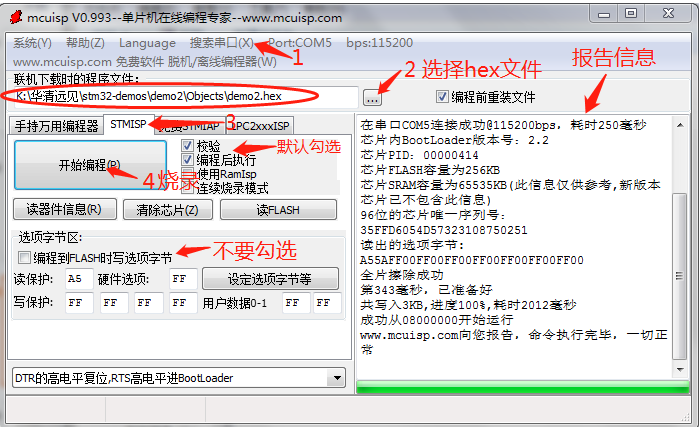 mcuisp V0.993--单片机在线编程专家--www.mcuisp.com
系统(Y) 帮助(Z) Language 搜索串口(X) Port:COM5 bps:115200
1
www.mcuisp.com 免费软件 脱机/离线编程器(W)
联机下载时的程序文件:
2 选择hex文件
报告信息
K:\华清远见\stm32-demos\demo2\Objects\demo2.hex
...
编程前重装文件
手持万用编程器 STMISP 3 免费STMIAP LPC2xxxISP
开始编程(P)
4烧录
校验
编程后执行
使用RamIsp
连续烧录模式
默认勾选
读器件信息(R) 清除芯片(Z) 读FLASH
选项字节区:
编程到FLASH时写选项字节
不要勾选
读保护: A5 硬件选项: FF 设定选项字节等
写保护: FF FF FF FF 用户数据0-1 FF FF
DTR的高电平复位,RTS高电平进BootLoader
在串口COM5连接成功@115200bps，耗时250毫秒
芯片内BootLoader版本号: 2.2
芯片PID: 00000414
芯片FLASH容量为256KB
芯片SRAM容量为65535KB(此信息仅供参考,新版本
芯片已不包含此信息)
96位的芯片唯一序列号:
35FFD6054D57323108750251
读出的选项字节:
A55AFF00FF00FF00FF00FF00FF00FF00
全片擦除成功
第343毫秒，已准备好
共写入3KB,进度100%,耗时2012毫秒
成功从08000000开始运行
www.mcuisp.com向您报告，命令执行完毕，一切正
常